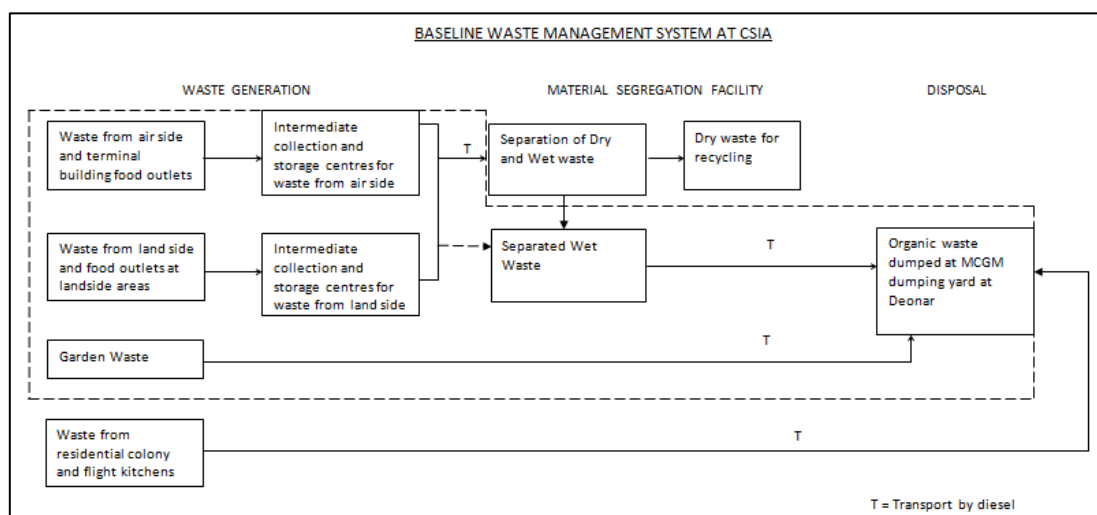 BASELINE WASTE MANAGEMENT SYSTEM AT CSIA
WASTE GENERATION
MATERIAL SEGREGATION FACILITY
DISPOSAL
Waste from air side
and terminal
building food outlets
Intermediate
collection and
storage centres for
waste from air side
T
Separation of Dry
and Wet waste
Dry waste for
recycling
Waste from land side
and food outlets at
landside areas
Intermediate
collection and
storage centres for
waste from land side
Separated Wet
Waste
T
Organic waste
dumped at MCGM
dumping yard at
Deonar
Garden Waste
T
Waste from
residential colony
and flight kitchens
T
T = Transport by diesel